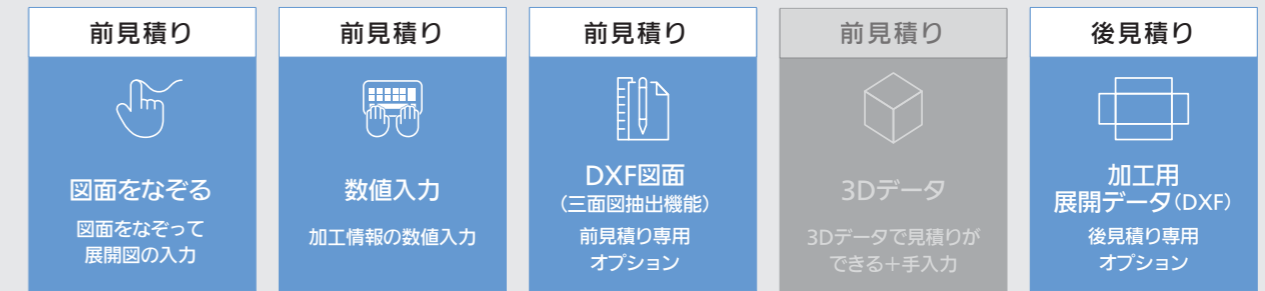 前見積り
図面をなぞる
図面をなぞって
展開図の入力
前見積り
数値入力
加工情報の数値入力
前見積り
DXF図面
（三面図抽出機能）
前見積り専用
オプション
前見積り
3Dデータ
3Dデータで見積りが
できる＋手入力
後見積り
加工用
展開データ（DXF）
後見積り専用
オプション